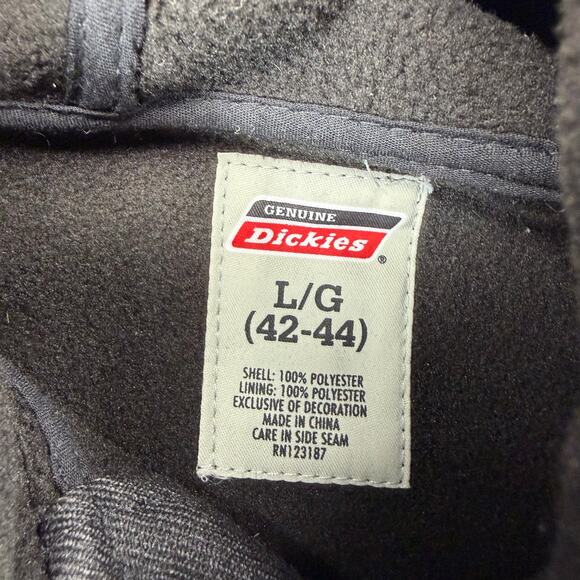 GENUINE
Dickies
®
L/G
(42-44)
SHELL: 100% POLYESTER
LINING: 100% POLYESTER
EXCLUSIVE OF DECORATION
MADE IN CHINA
CARE IN SIDE SEAM
RN123187